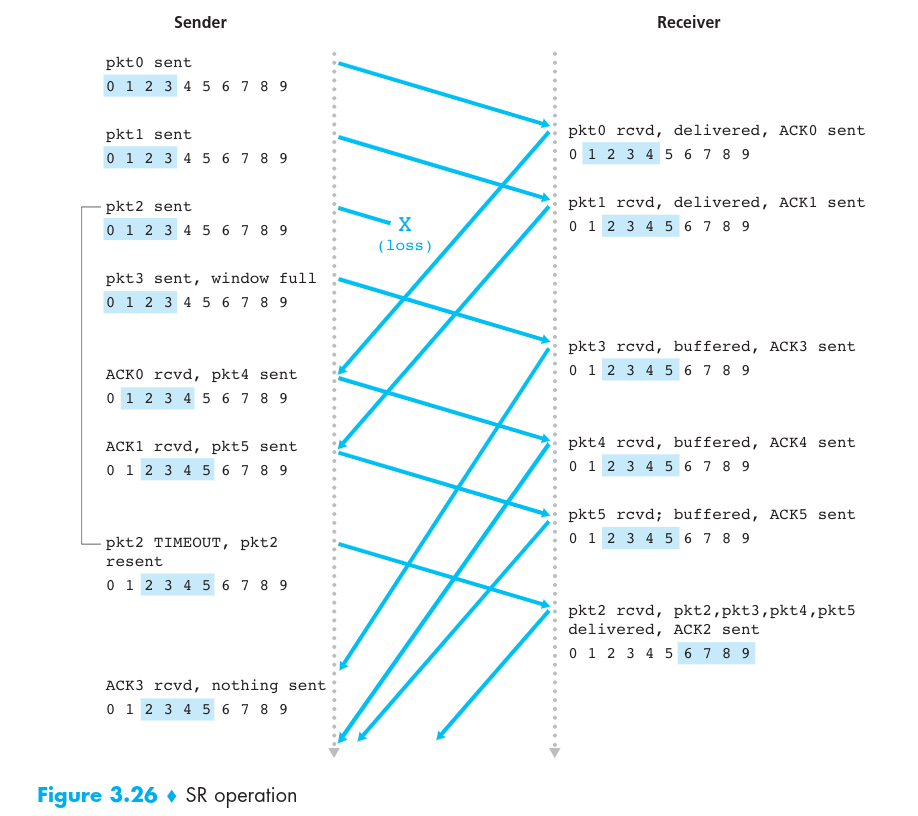 Sender
Receiver
pkt0 sent
0 1 2 3 4 5 6 7 8 9
pkt0 rcvd, delivered, ACK0 sent
0 1 2 3 4 5 6 7 8 9
pkt1 sent
0 1 2 3 4 5 6 7 8 9
pkt1 rcvd, delivered, ACK1 sent
0 1 2 3 4 5 6 7 8 9
pkt2 sent
0 1 2 3 4 5 6 7 8 9
X
(loss)
pkt3 sent, window full
0 1 2 3 4 5 6 7 8 9
pkt3 rcvd, buffered, ACK3 sent
0 1 2 3 4 5 6 7 8 9
ACK0 rcvd, pkt4 sent
0 1 2 3 4 5 6 7 8 9
pkt4 rcvd, buffered, ACK4 sent
0 1 2 3 4 5 6 7 8 9
ACK1 rcvd, pkt5 sent
0 1 2 3 4 5 6 7 8 9
pkt5 rcvd; buffered, ACK5 sent
0 1 2 3 4 5 6 7 8 9
pkt2 TIMEOUT, pkt2
resent
0 1 2 3 4 5 6 7 8 9
pkt2 rcvd, pkt2,pkt3,pkt4,pkt5
delivered, ACK2 sent
0 1 2 3 4 5 6 7 8 9
ACK3 rcvd, nothing sent
0 1 2 3 4 5 6 7 8 9
Figure 3.26 ♦ SR operation